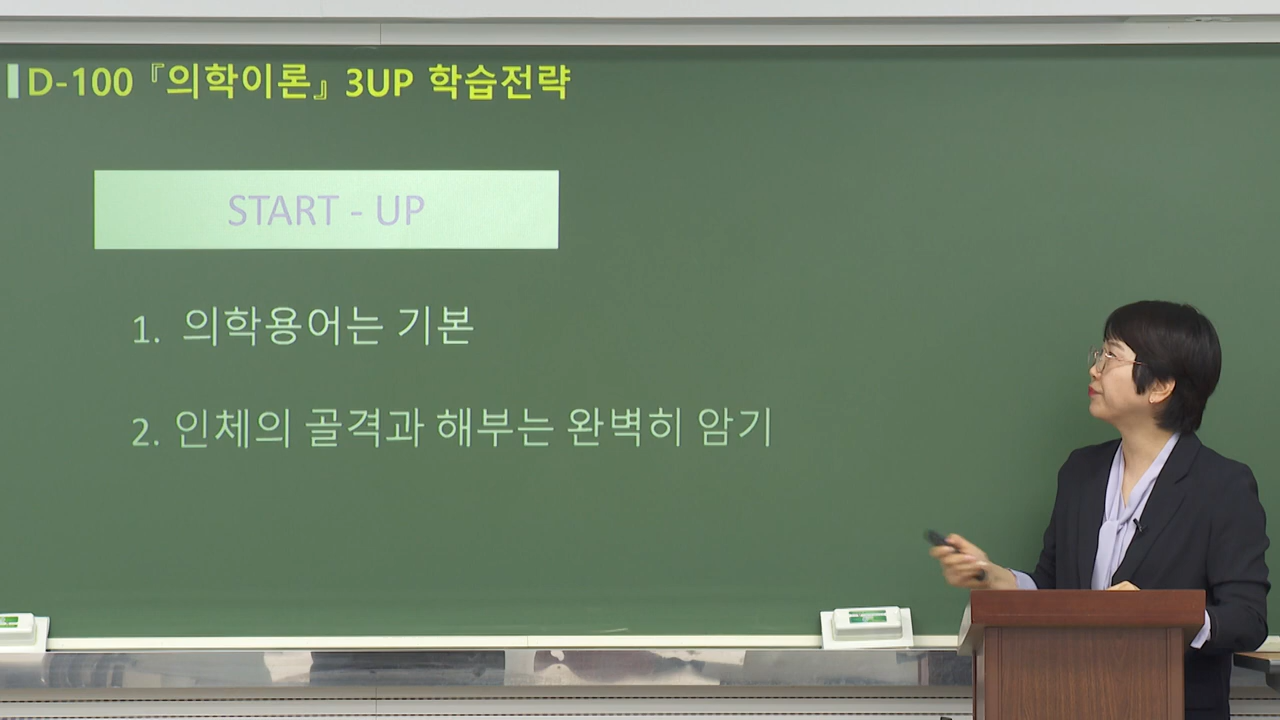 D-100『의학이론』3UP 학습전략
START - UP
1. 의학용어는 기본
2. 인체의 골격과 해부는 완벽히 암기